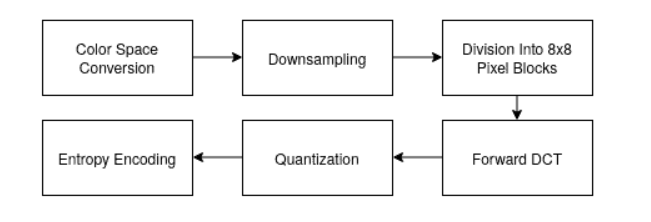 Color Space
Conversion
Downsampling
Division Into 8x8
Pixel Blocks
Forward DCT
Quantization
Entropy Encoding